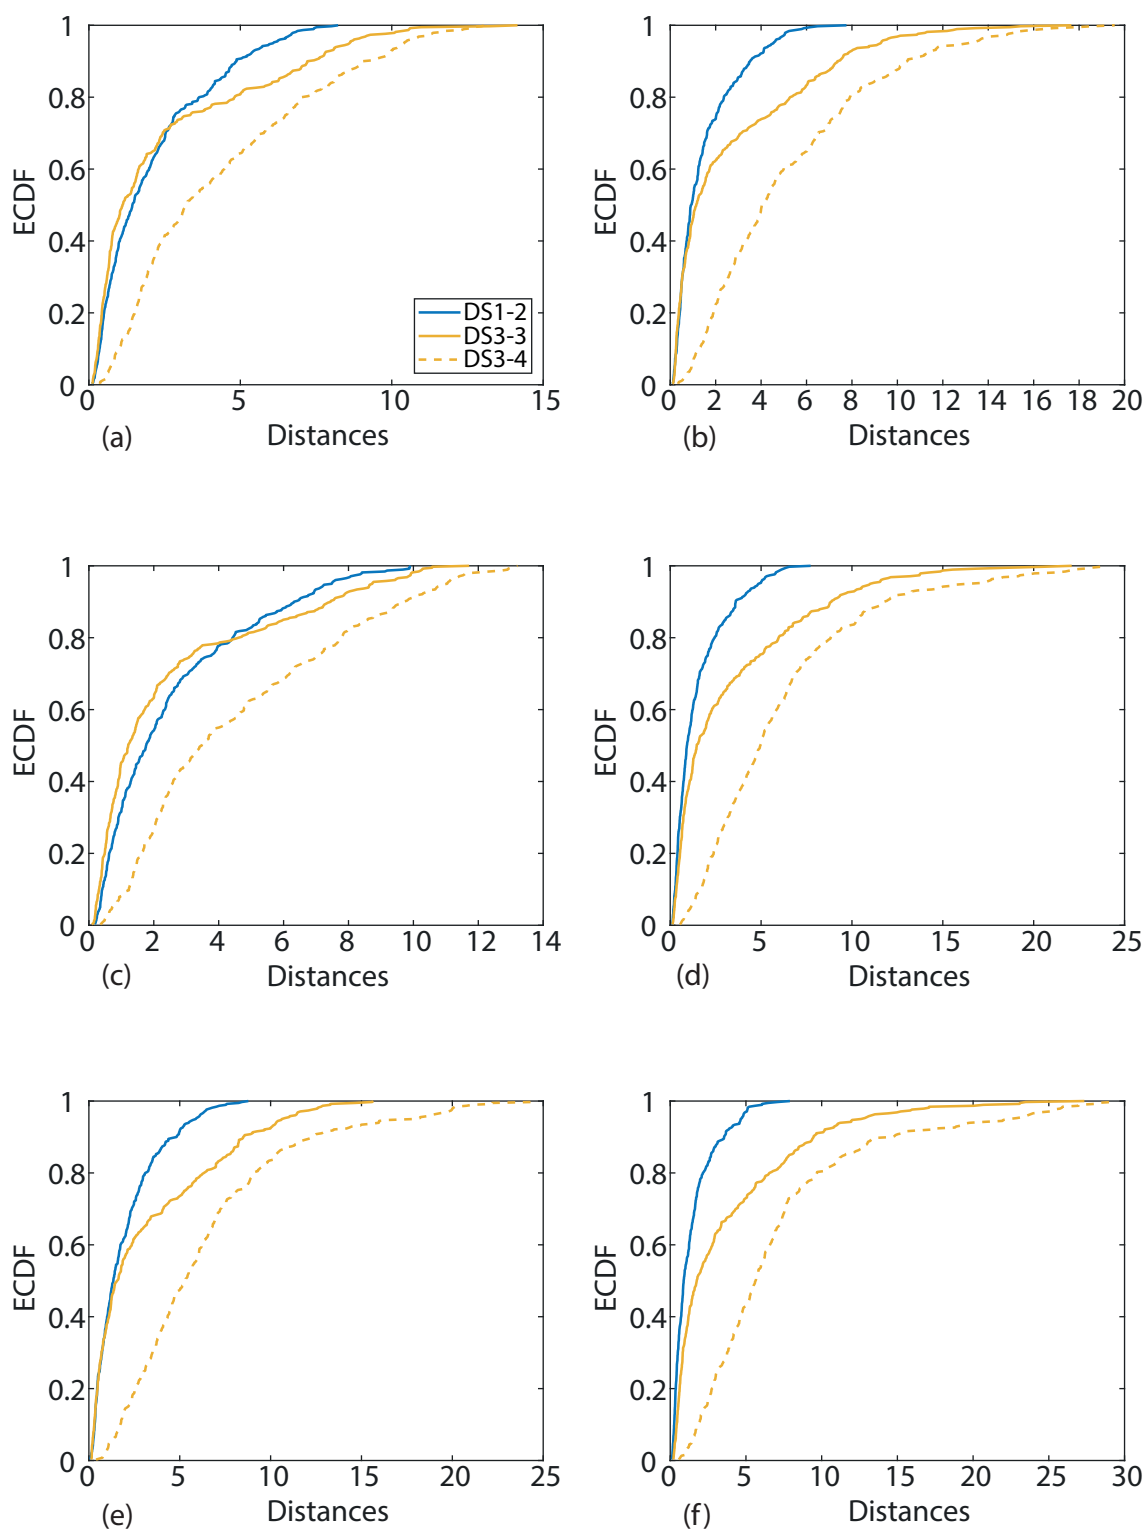 1
0.8
0.6
0.4
0.2
0
ECDF
DS1-2
DS3-3
DS3-4
0 5 10 15
(a) Distances
1
0.8
0.6
0.4
0.2
0
ECDF
0 2 4 6 8 10 12 14 16 18 20
(b) Distances
1
0.8
0.6
0.4
0.2
0
ECDF
0 2 4 6 8 10 12 14
(c) Distances
1
0.8
0.6
0.4
0.2
0
ECDF
0 5 10 15 20 25
(d) Distances
1
0.8
0.6
0.4
0.2
0
ECDF
0 5 10 15 20 25
(e) Distances
1
0.8
0.6
0.4
0.2
0
ECDF
0 5 10 15 20 25 30
(f) Distances